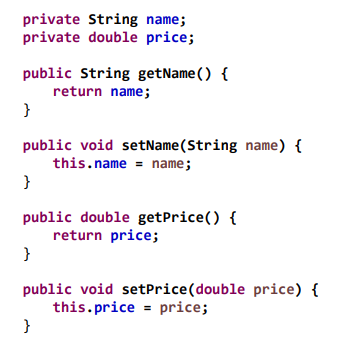 private String name;
private double price;
public String getName() {
return name;
}
public void setName(String name) {
this.name = name;
}
public double getPrice() {
return price;
}
public void setPrice(double price) {
this.price = price;
}